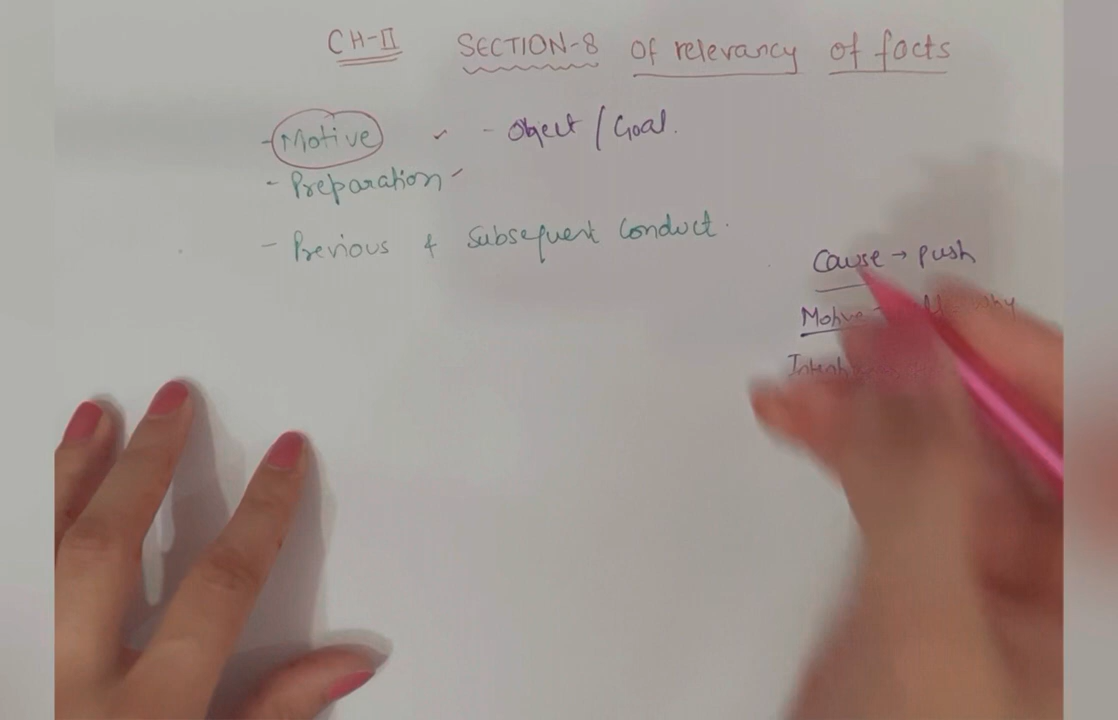 CH-II SECTION-8 Of relevancy of facts
- Motive ✓ - Object / Goal.
- Preparation
- Previous & Subsequent Conduct.
Cause → push
Motive